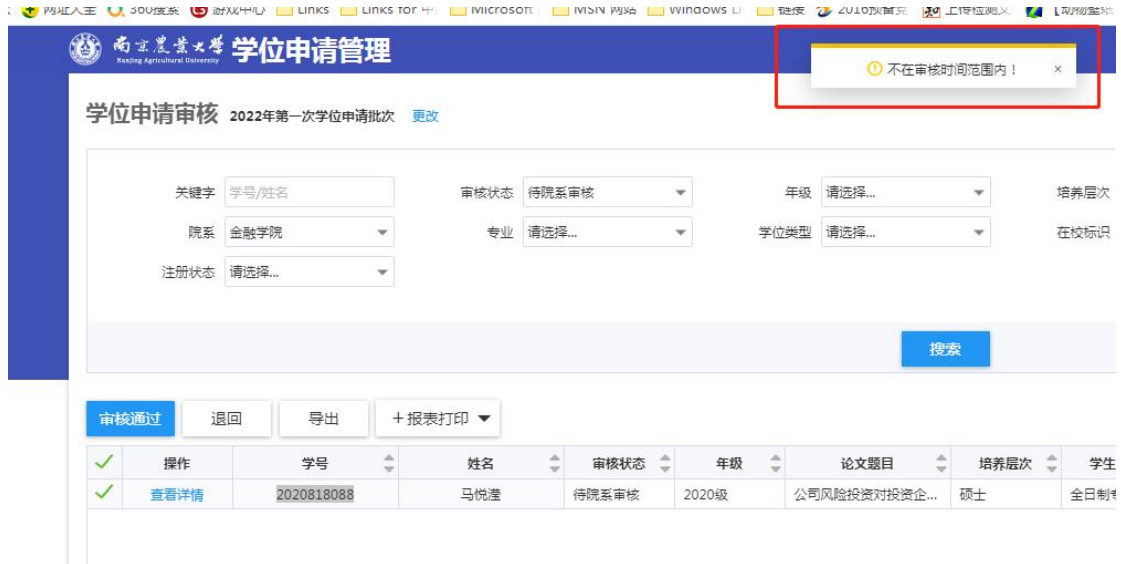 网址大全 360搜索 游戏中心 Links Links for 中 Microsoft MSN 网站 Windows Li 链接 上传检测文
南京农业大学 学位申请管理
Nanjing Agricultural University
不在审核时间范围内！ ×
学位申请审核 2022年第一次学位申请批次 更改
关键字 学号/姓名 审核状态 待院系审核 年级 请选择... 培养层次
院系 金融学院 专业 请选择... 学位类型 请选择... 在校标识
注册状态 请选择...
搜索
审核通过 退回 导出 +报表打印
操作 学号 姓名 审核状态 年级 论文题目 培养层次 学生
查看详情 2020818088 马悦滢 待院系审核 2020级 公司风险投资对投资企... 硕士 全日制专